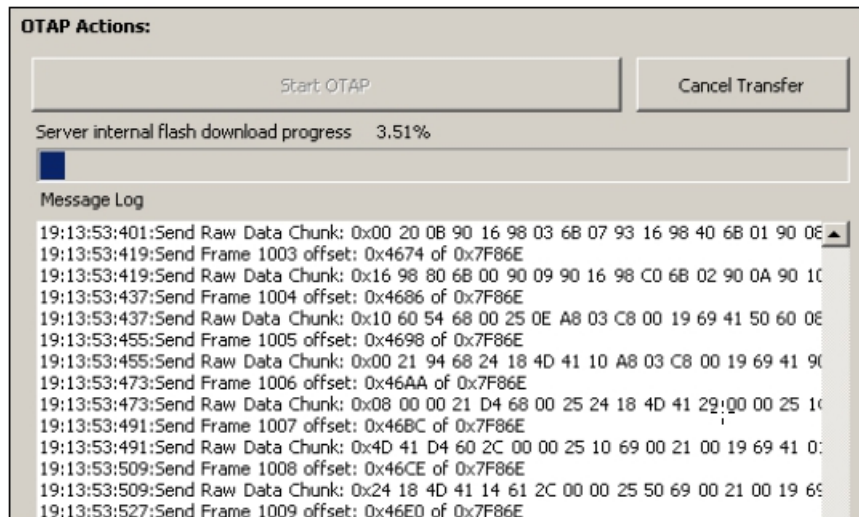 OTAP Actions:
Start OTAP
Cancel Transfer
Server internal flash download progress 3.51%
Message Log
19:13:53:401:Send Raw Data Chunk: 0x00 20 0B 90 16 98 03 6B 07 93 16 98 40 6B 01 90
19:13:53:419:Send Frame 1003 offset: 0x4674 of 0x7F86E
19:13:53:419:Send Raw Data Chunk: 0x16 98 80 6B 00 90 09 90 16 98 C0 6B 02 90 0A 90
19:13:53:437:Send Frame 1004 offset: 0x4686 of 0x7F86E
19:13:53:437:Send Raw Data Chunk: 0x10 60 54 68 00 25 0E A8 03 C8 00 19 69 41 50 60
19:13:53:455:Send Frame 1005 offset: 0x4698 of 0x7F86E
19:13:53:455:Send Raw Data Chunk: 0x00 21 94 68 24 18 4D 41 10 A8 03 C8 00 19 69 41
19:13:53:473:Send Frame 1006 offset: 0x46AA of 0x7F86E
19:13:53:473:Send Raw Data Chunk: 0x08 00 00 21 D4 68 00 25 24 18 4D 41 29 00 00 25
19:13:53:491:Send Frame 1007 offset: 0x46BC of 0x7F86E
19:13:53:491:Send Raw Data Chunk: 0x4D 41 D4 60 2C 00 00 25 10 69 00 21 00 19 69 41
19:13:53:509:Send Frame 1008 offset: 0x46CE of 0x7F86E
19:13:53:509:Send Raw Data Chunk: 0x24 18 4D 41 14 61 2C 00 00 25 50 69 00 21 00 19
19:13:53:527:Send Frame 1009 offset: 0x46E0 of 0x7F86E